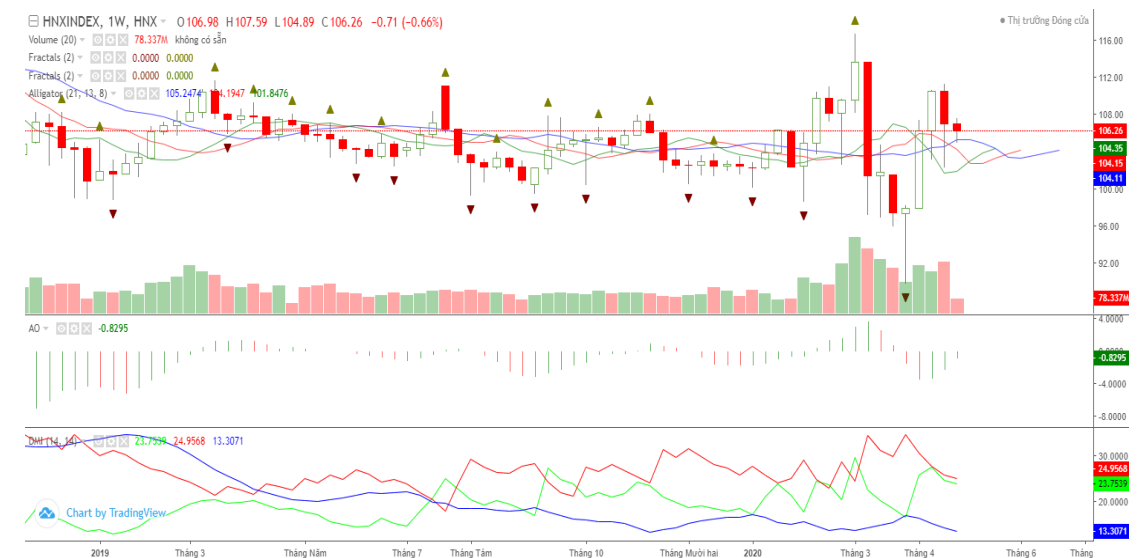 HNXINDEX, 1W, HNX O106.98 H107.59 L104.89 C106.26 -0.71 (-0.66%)
Thị trường Đóng cửa
Volume (20) 78.337M không có sẵn
Fractals (2) 0.0000 0.0000
Fractals (2) 0.0000 0.0000
Alligator (21, 13, 8) 105.2474 104.1947 101.8476
116.00
112.00
108.00
106.26
104.35
104.15
104.11
100.00
96.00
92.00
78.337M
AO -0.8295
4.0000
0.0000
-0.8295
-4.0000
-8.0000
DMI (14, 14) 23.7539 24.9568 13.3071
30.0000
24.9568
23.7539
20.0000
13.3071
Chart by TradingView
2019 Tháng 3 Tháng Năm Tháng 7 Tháng Tám Tháng 10 Tháng Mười hai 2020 Tháng 3 Tháng 4 Tháng 6 Tháng